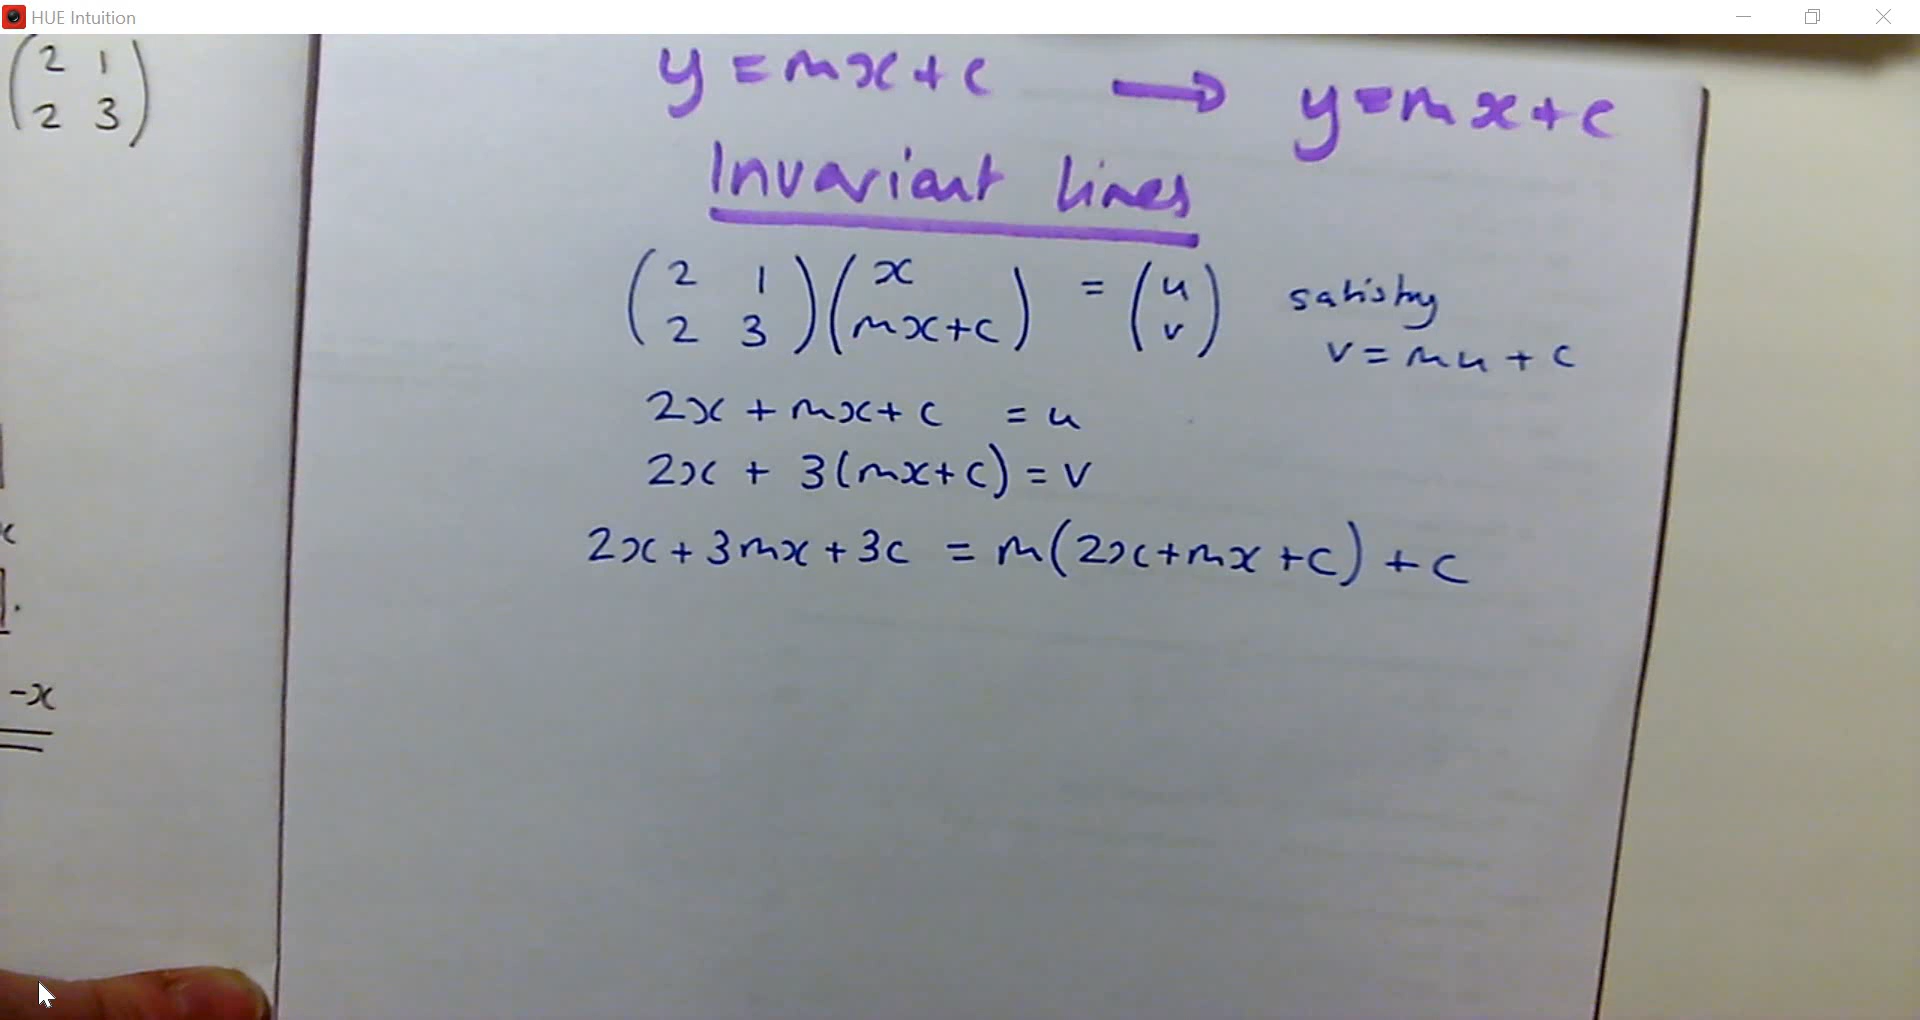 HUE Intuition
(2 1
2 3)
x
-x
y = mx + c → y = mx + c
Invariant lines
(2 1
2 3)(x
mx+c) = (u
v) satisfy
v = mu + c
2x + mx + c = u
2x + 3(mx+c) = v
2x + 3mx + 3c = m(2x+mx+c) + c